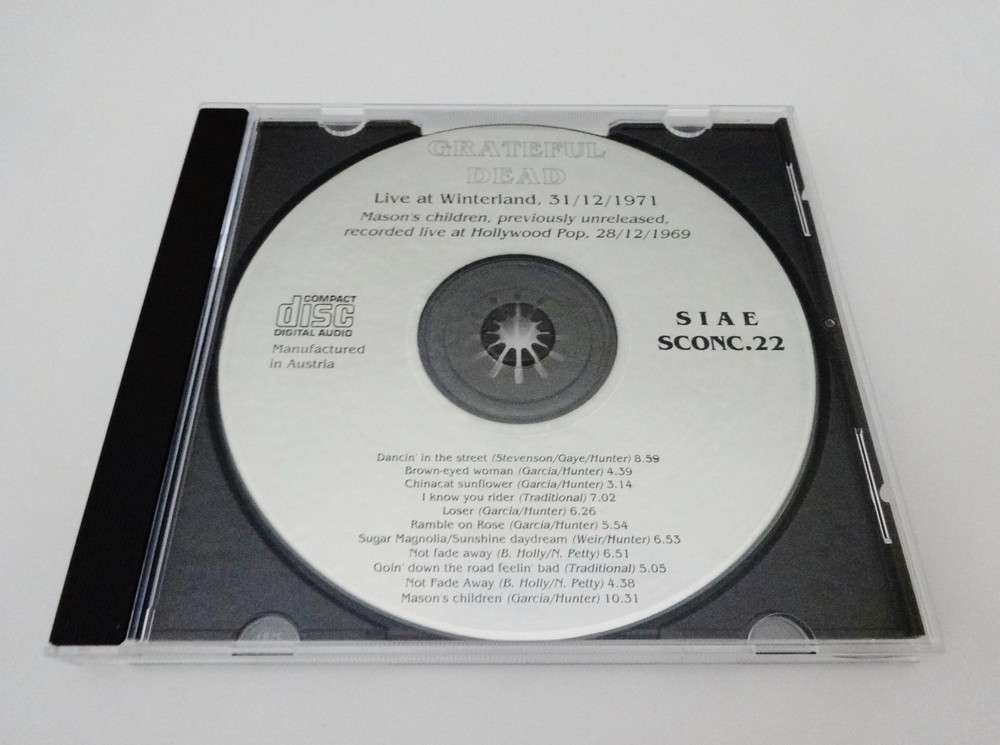 GRATEFUL
DEAD
Live at Winterland, 31/12/1971
Mason's children, previously unreleased,
recorded live at Hollywood Pop, 28/12/1969
COMPACT
disc
DIGITAL AUDIO
Manufactured
in Austria
SIAE
SCONC.22
Dancin' in the street (Stevenson/Gaye/Hunter) 8.59
Brown-eyed woman (Garcia/Hunter) 4.39
Chinacat sunflower (Garcia/Hunter) 3.14
I know you rider (Traditional) 7.02
Loser (Garcia/Hunter) 6.26
Ramble on Rose (Garcia/Hunter) 5.54
Sugar Magnolia/Sunshine daydream (Weir/Hunter) 6.53
Not fade away (B. Holly/N. Petty) 6.51
Goin' down the road feelin' bad (Traditional) 5.05
Not Fade Away (B. Holly/N. Petty) 4.38
Mason's children (Garcia/Hunter) 10.31